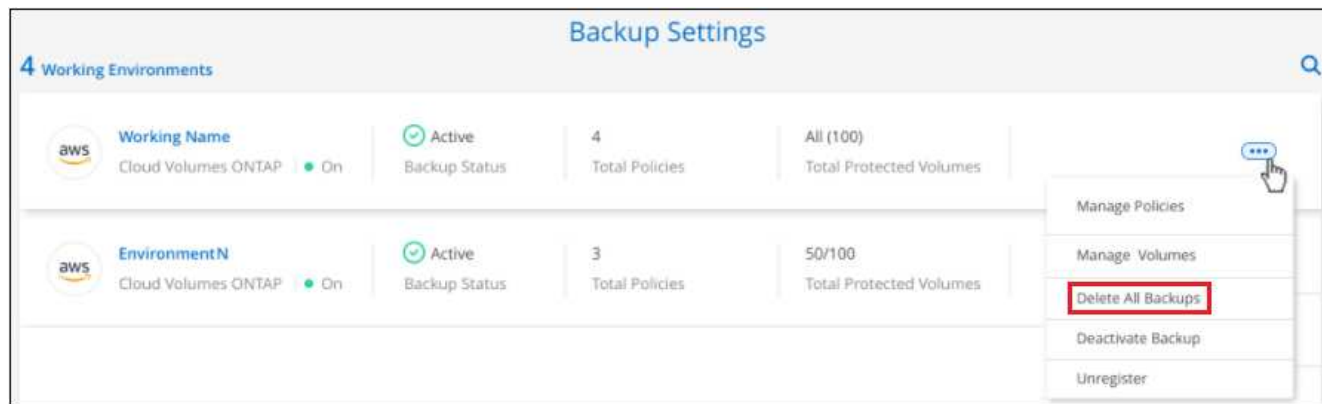 Backup Settings
4 Working Environments
aws
Working Name
Cloud Volumes ONTAP
On
Active
Backup Status
4
Total Policies
All (100)
Total Protected Volumes
Manage Policies
Manage Volumes
Delete All Backups
Deactivate Backup
Unregister
aws
EnvironmentN
Cloud Volumes ONTAP
On
Active
Backup Status
3
Total Policies
50/100
Total Protected Volumes